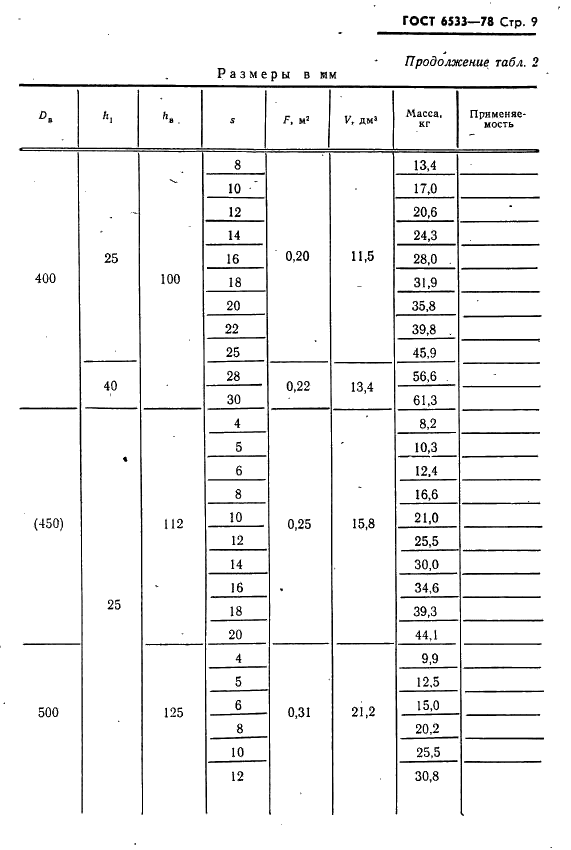 ГОСТ 6533—78 Стр. 9
Продолжение табл. 2
Размеры в мм
Dв h1 hв s F, м² V, дм³ Масса, кг Применяе-мость
8 13,4
10 17,0
12 20,6
14 24,3
400 25 100 16 0,20 11,5 28,0
18 31,9
20 35,8
22 39,8
25 45,9
40 28 0,22 13,4 56,6
30 61,3
4 8,2
5 10,3
6 12,4
8 16,6
(450) 112 10 0,25 15,8 21,0
12 25,5
14 30,0
16 34,6
25 18 39,3
20 44,1
4 9,9
5 12,5
500 125 6 0,31 21,2 15,0
8 20,2
10 25,5
12 30,8